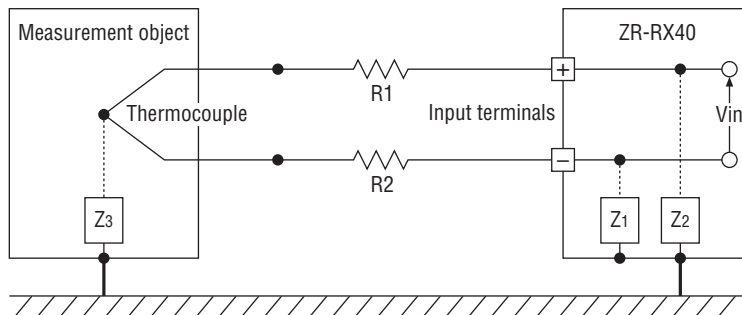 Measurement object
ZR-RX40
R1
+
Thermocouple
Input terminals
Vin
−
R2
Z3
Z1
Z2